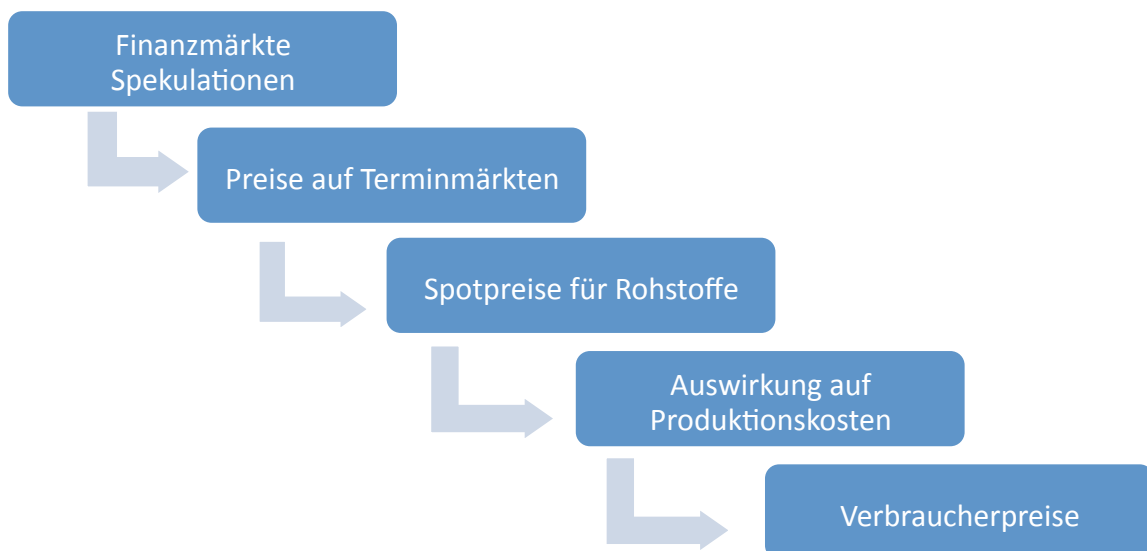 Finanzmärkte
Spekulationen
Preise auf Terminmärkten
Spotpreise für Rohstoffe
Auswirkung auf
Produktionskosten
Verbraucherpreise